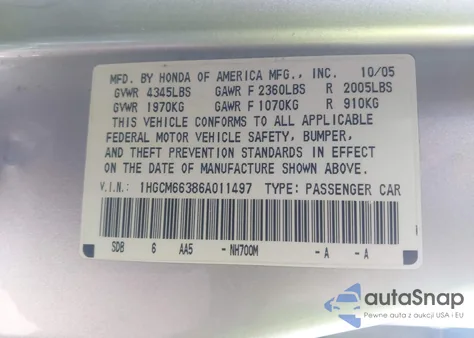 MFD. BY HONDA OF AMERICA MFG., INC. 10/05
GVWR 4345LBS GAWR F 2360LBS R 2005LBS
GVWR 1970KG GAWR F 1070KG R 910KG
THIS VEHICLE CONFORMS TO ALL APPLICABLE
FEDERAL MOTOR VEHICLE SAFETY, BUMPER,
AND THEFT PREVENTION STANDARDS IN EFFECT
ON THE DATE OF MANUFACTURE SHOWN ABOVE.
V.I.N.: 1HGCM66386A011497 TYPE: PASSENGER CAR
SDB 6 AA5 - NH700M - A - A
autoSnap
Pewne auta z aukcji USA i EU